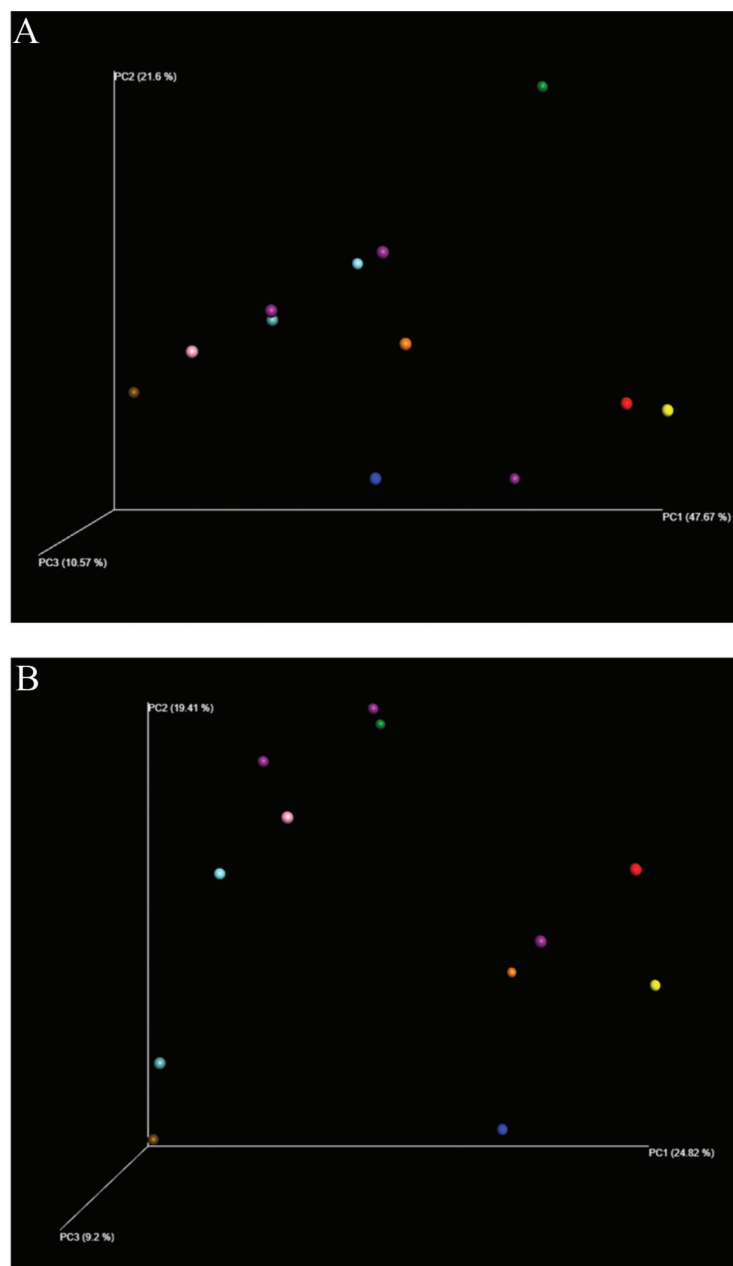 A
PC2 (21.6 %)
PC1 (47.67 %)
PC3 (10.57 %)
B
PC2 (19.41 %)
PC1 (24.82 %)
PC3 (9.2 %)